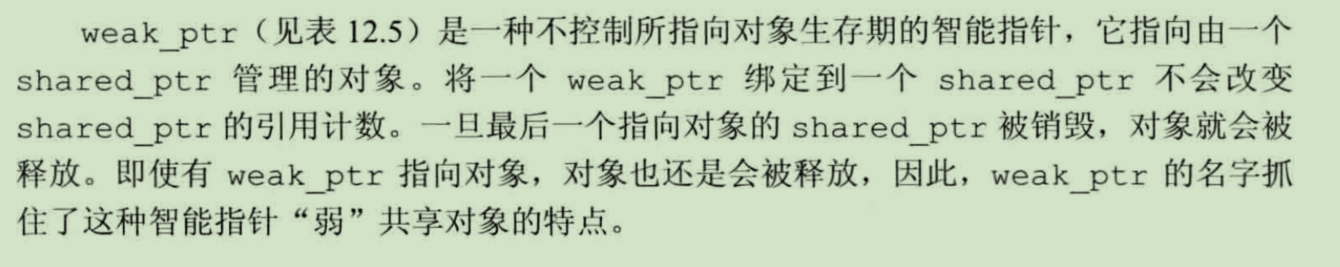 weak_ptr（见表 12.5）是一种不控制所指向对象生存期的智能指针，它指向由一个
shared_ptr 管理的对象。将一个 weak_ptr 绑定到一个 shared_ptr 不会改变
shared_ptr 的引用计数。一旦最后一个指向对象的 shared_ptr 被销毁，对象就会被
释放。即使有 weak_ptr 指向对象，对象也还是会被释放，因此，weak_ptr 的名字抓
住了这种智能指针“弱”共享对象的特点。